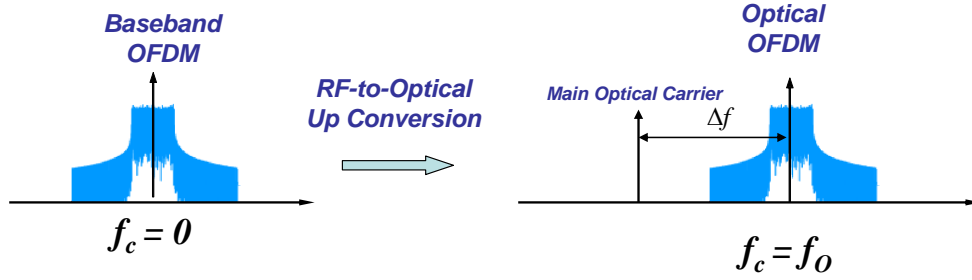 Baseband
OFDM
RF-to-Optical
Up Conversion
Optical
OFDM
Main Optical Carrier
Δf
f_c = 0
f_c = f_O